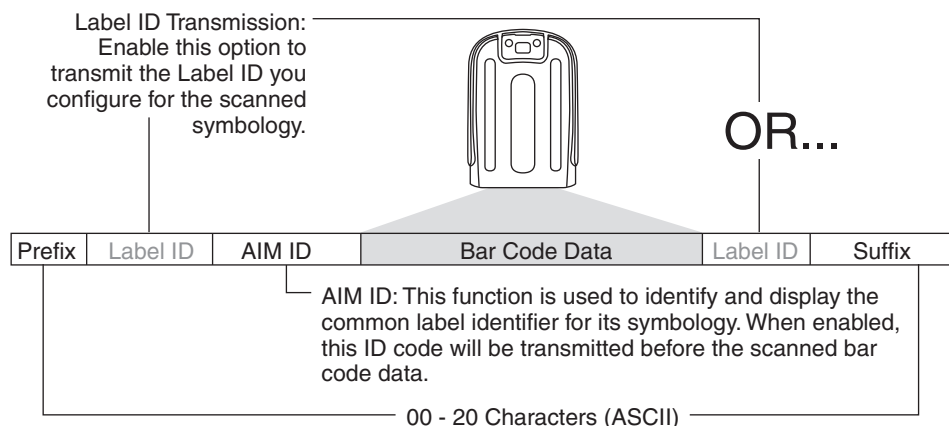 Label ID Transmission:
Enable this option to
transmit the Label ID you
configure for the scanned
symbology.
OR...
Prefix Label ID AIM ID Bar Code Data Label ID Suffix
AIM ID: This function is used to identify and display the
common label identifier for its symbology. When enabled,
this ID code will be transmitted before the scanned bar
code data.
00 - 20 Characters (ASCII)